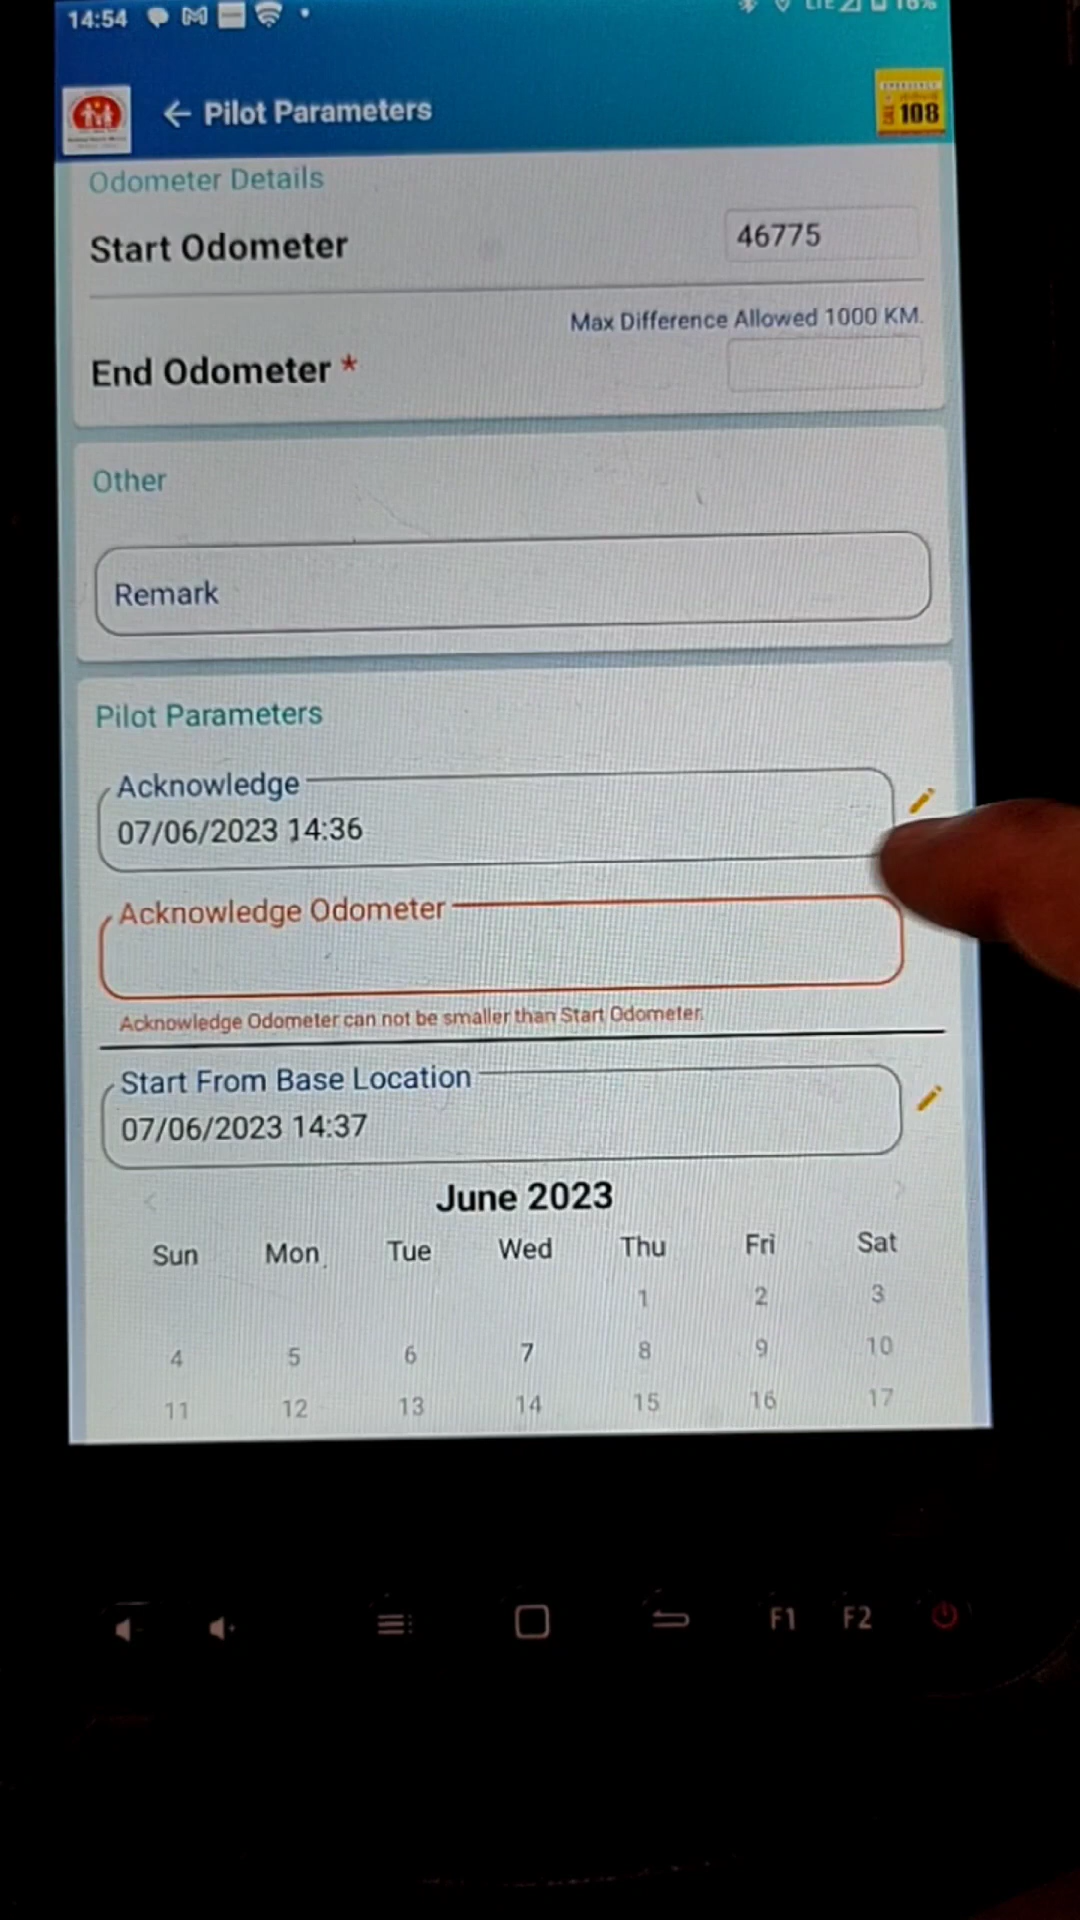 14:54
LTE 16%
← Pilot Parameters
EMERGENCY
108
Odometer Details
Start Odometer
46775
Max Difference Allowed 1000 KM.
End Odometer *
Other
Remark
Pilot Parameters
Acknowledge
07/06/2023 14:36
Acknowledge Odometer
Acknowledge Odometer can not be smaller than Start Odometer.
Start From Base Location
07/06/2023 14:37
June 2023
Sun Mon Tue Wed Thu Fri Sat
1 2 3
4 5 6 7 8 9 10
11 12 13 14 15 16 17
F1 F2